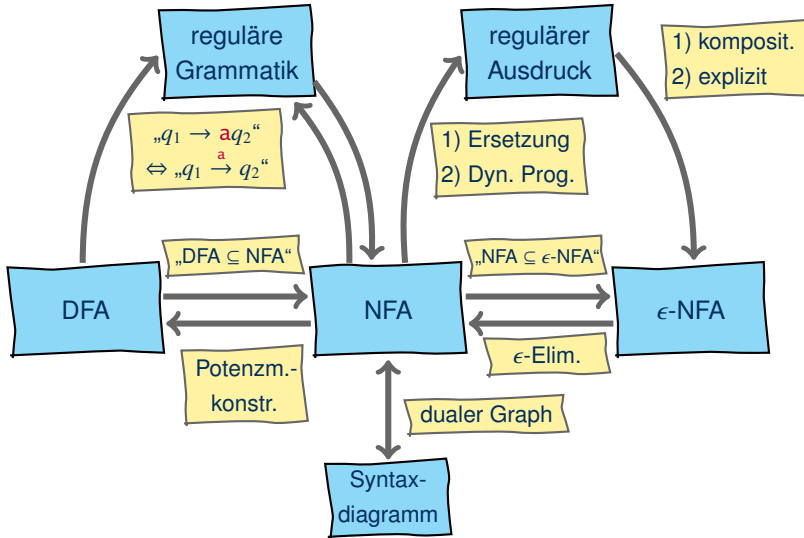 reguläre
Grammatik
regulärer
Ausdruck
1) komposit.
2) explizit
„q₁ → aq₂“
⇔ „q₁ →ᵃ q₂“
1) Ersetzung
2) Dyn. Prog.
„DFA ⊆ NFA“
„NFA ⊆ ϵ-NFA“
DFA
NFA
ϵ-NFA
Potenzm.-
konstr.
ϵ-Elim.
dualer Graph
Syntax-
diagramm